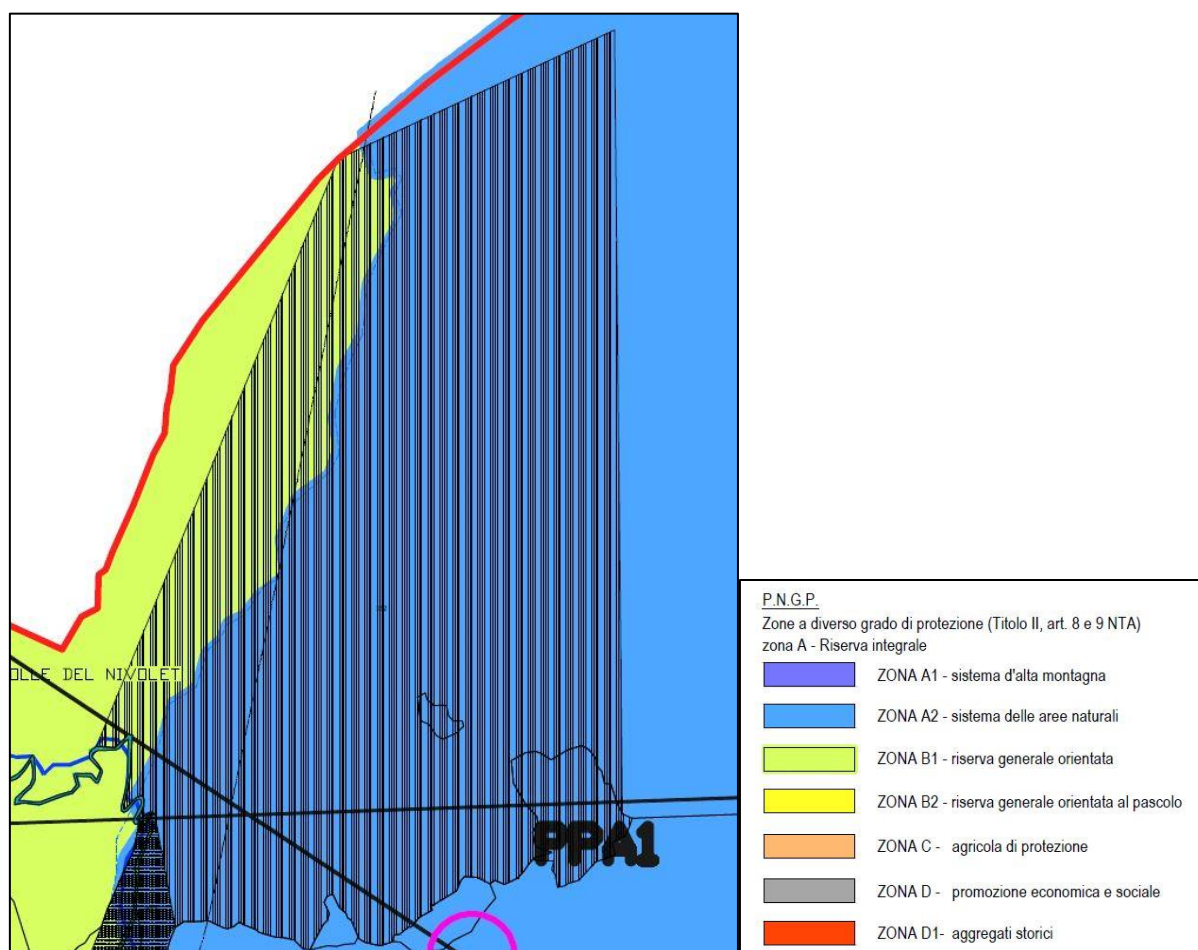 OLLE DEL NIVOLET
PPA1
P.N.G.P.
Zone a diverso grado di protezione (Titolo II, art. 8 e 9 NTA)
zona A - Riserva integrale
ZONA A1 - sistema d'alta montagna
ZONA A2 - sistema delle aree naturali
ZONA B1 - riserva generale orientata
ZONA B2 - riserva generale orientata al pascolo
ZONA C - agricola di protezione
ZONA D - promozione economica e sociale
ZONA D1- aggregati storici